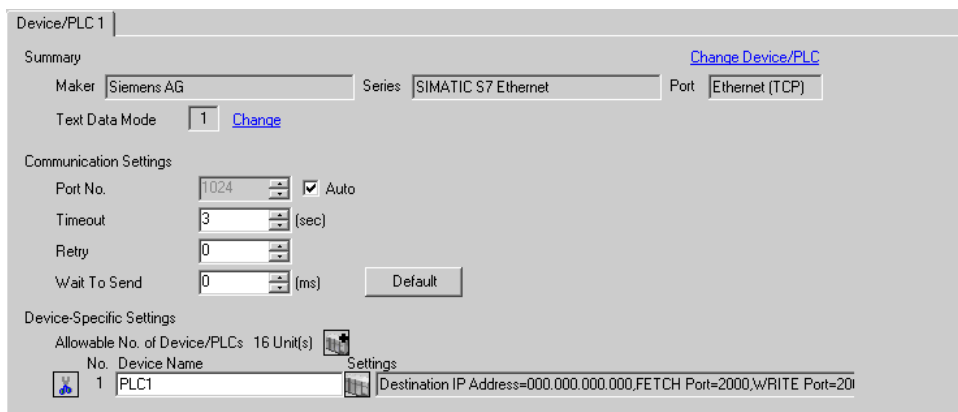 Device/PLC 1
Summary Change Device/PLC
Maker Siemens AG Series SIMATIC S7 Ethernet Port Ethernet (TCP)
Text Data Mode 1 Change
Communication Settings
Port No. 1024 Auto
Timeout 3 (sec)
Retry 0
Wait To Send 0 (ms) Default
Device-Specific Settings
Allowable No. of Device/PLCs 16 Unit(s)
No. Device Name Settings
1 PLC1 Destination IP Address=000.000.000.000,FETCH Port=2000,WRITE Port=20